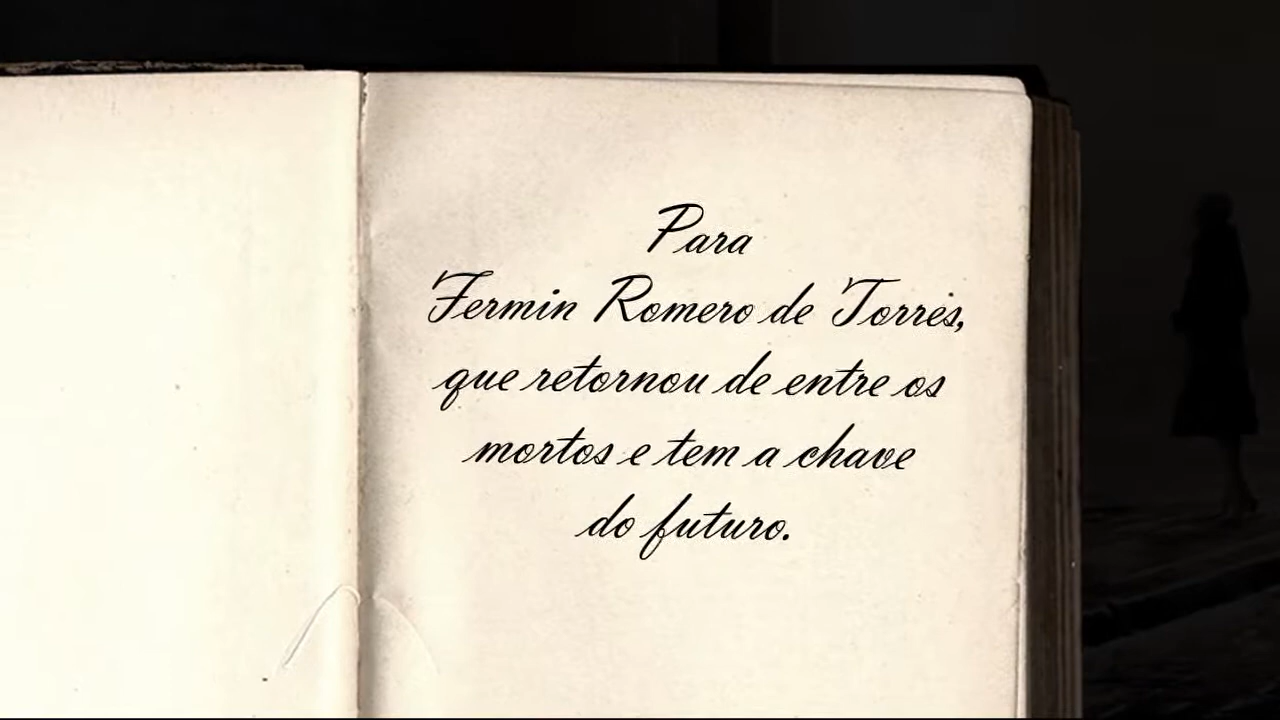 Para
Fermin Romero de Torres,
que retornou de entre os
mortos e tem a chave
do futuro.